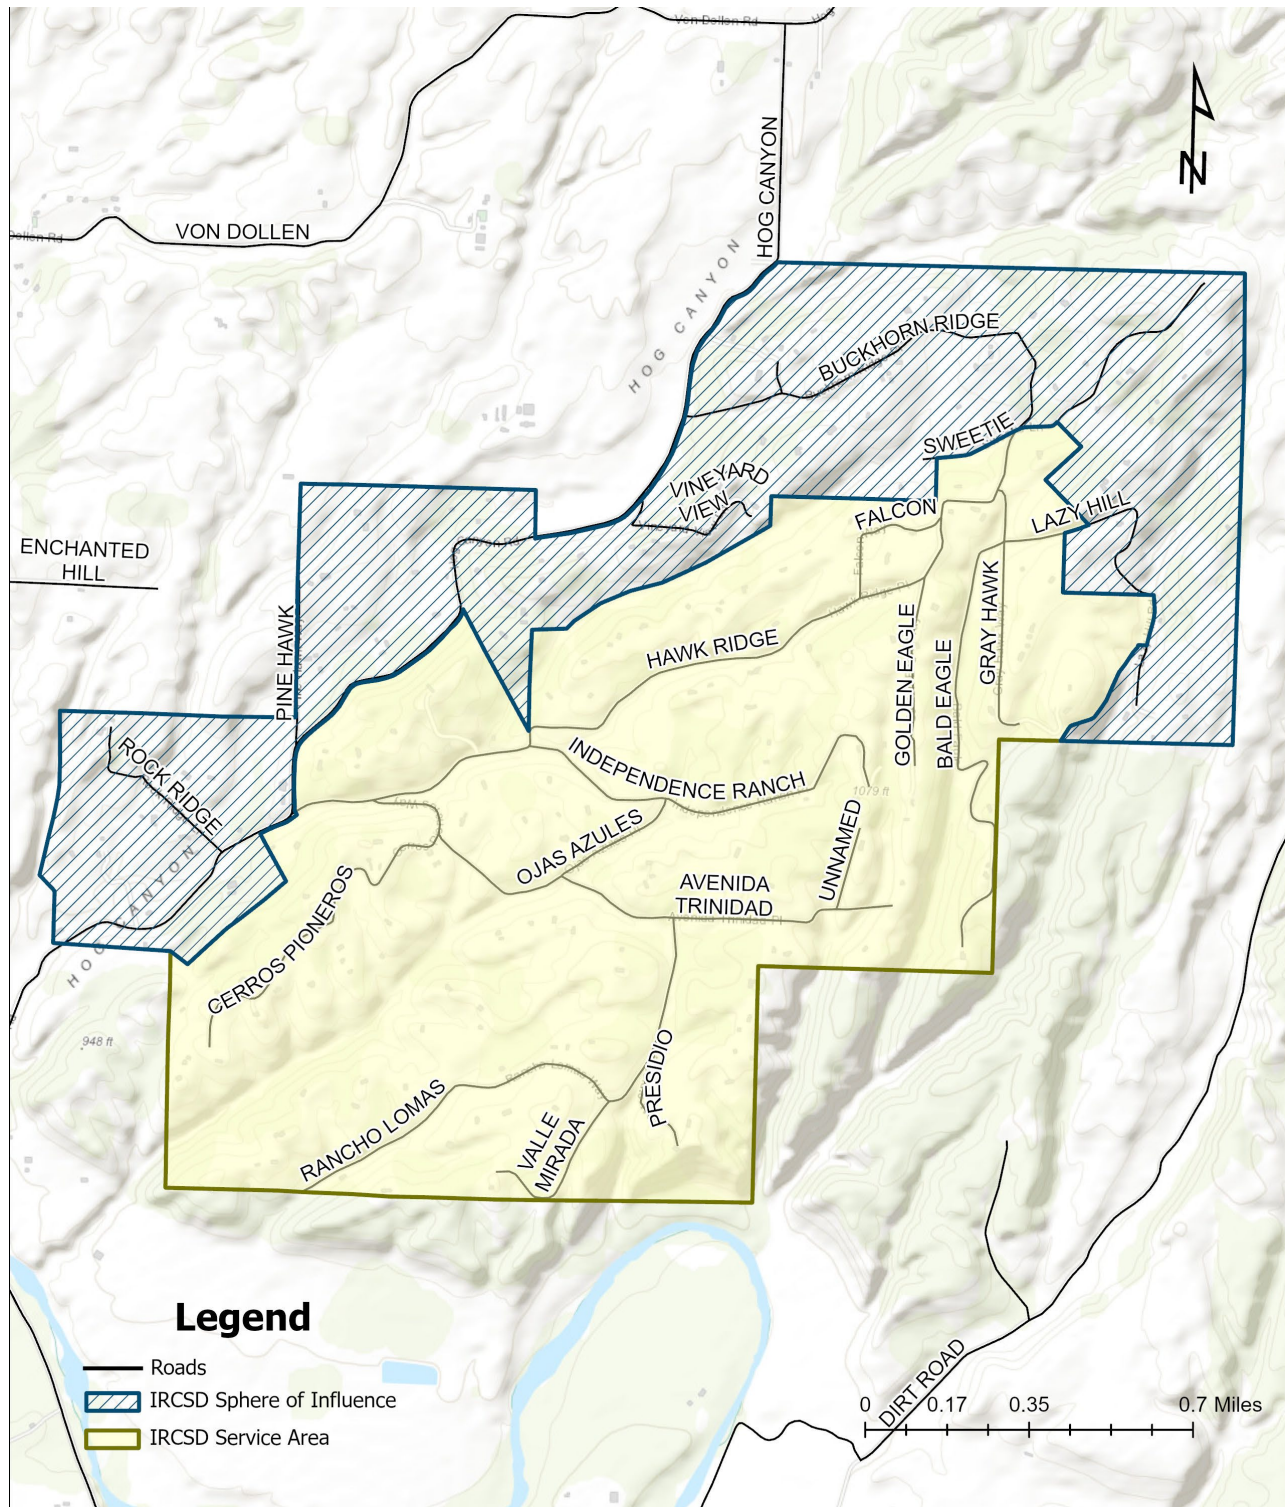 Von Dollen Rd
HOG CANYON
N
VON DOLLEN
HOG CANYON
BUCKHORN RIDGE
SWEETIE
VINEYARD
VIEW
FALCON
LAZY HILL
ENCHANTED
HILL
PINE HAWK
GRAY HAWK
GOLDEN EAGLE
BALD EAGLE
HAWK RIDGE
ROCK RIDGE
INDEPENDENCE RANCH
1079 ft
UNNAMED
OJAS AZULES
AVENIDA
TRINIDAD
Avenida Trinidad Pl
HOG CANYON
CERROS PIONEROS
948 ft
PRESIDIO
RANCHO LOMAS
VALLE
MIRADA
Legend
Roads
IRCSD Sphere of Influence
IRCSD Service Area
DIRT ROAD
0 0.17 0.35 0.7 Miles